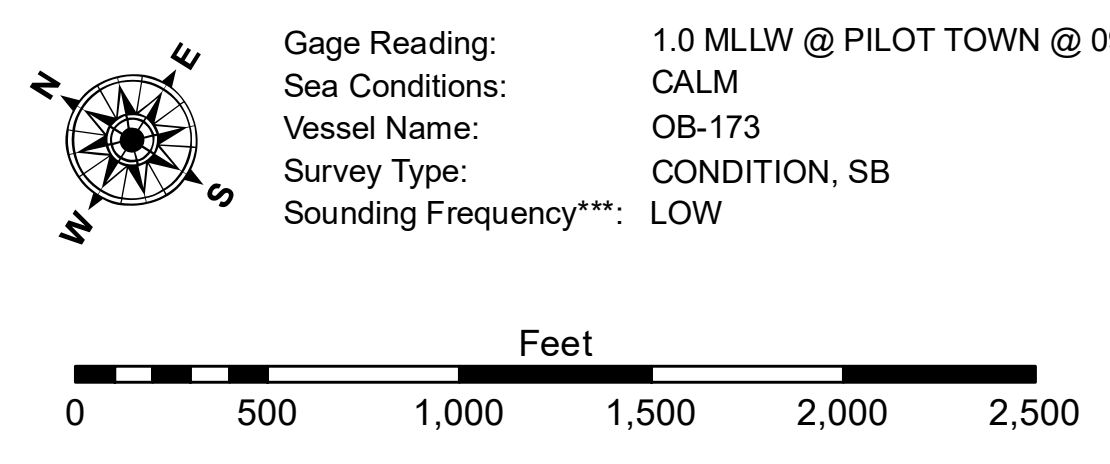 N
E
S
W
Gage Reading: 1.0 MLLW @ PILOT TOWN @
Sea Conditions: CALM
Vessel Name: OB-173
Survey Type: CONDITION, SB
Sounding Frequency***: LOW
Feet
0 500 1,000 1,500 2,000 2,500